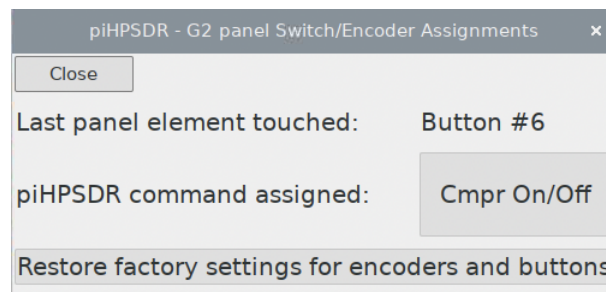 piHPSDR - G2 panel Switch/Encoder Assignments ×
Close
Last panel element touched: Button #6
piHPSDR command assigned: Cmpr On/Off
Restore factory settings for encoders and buttons